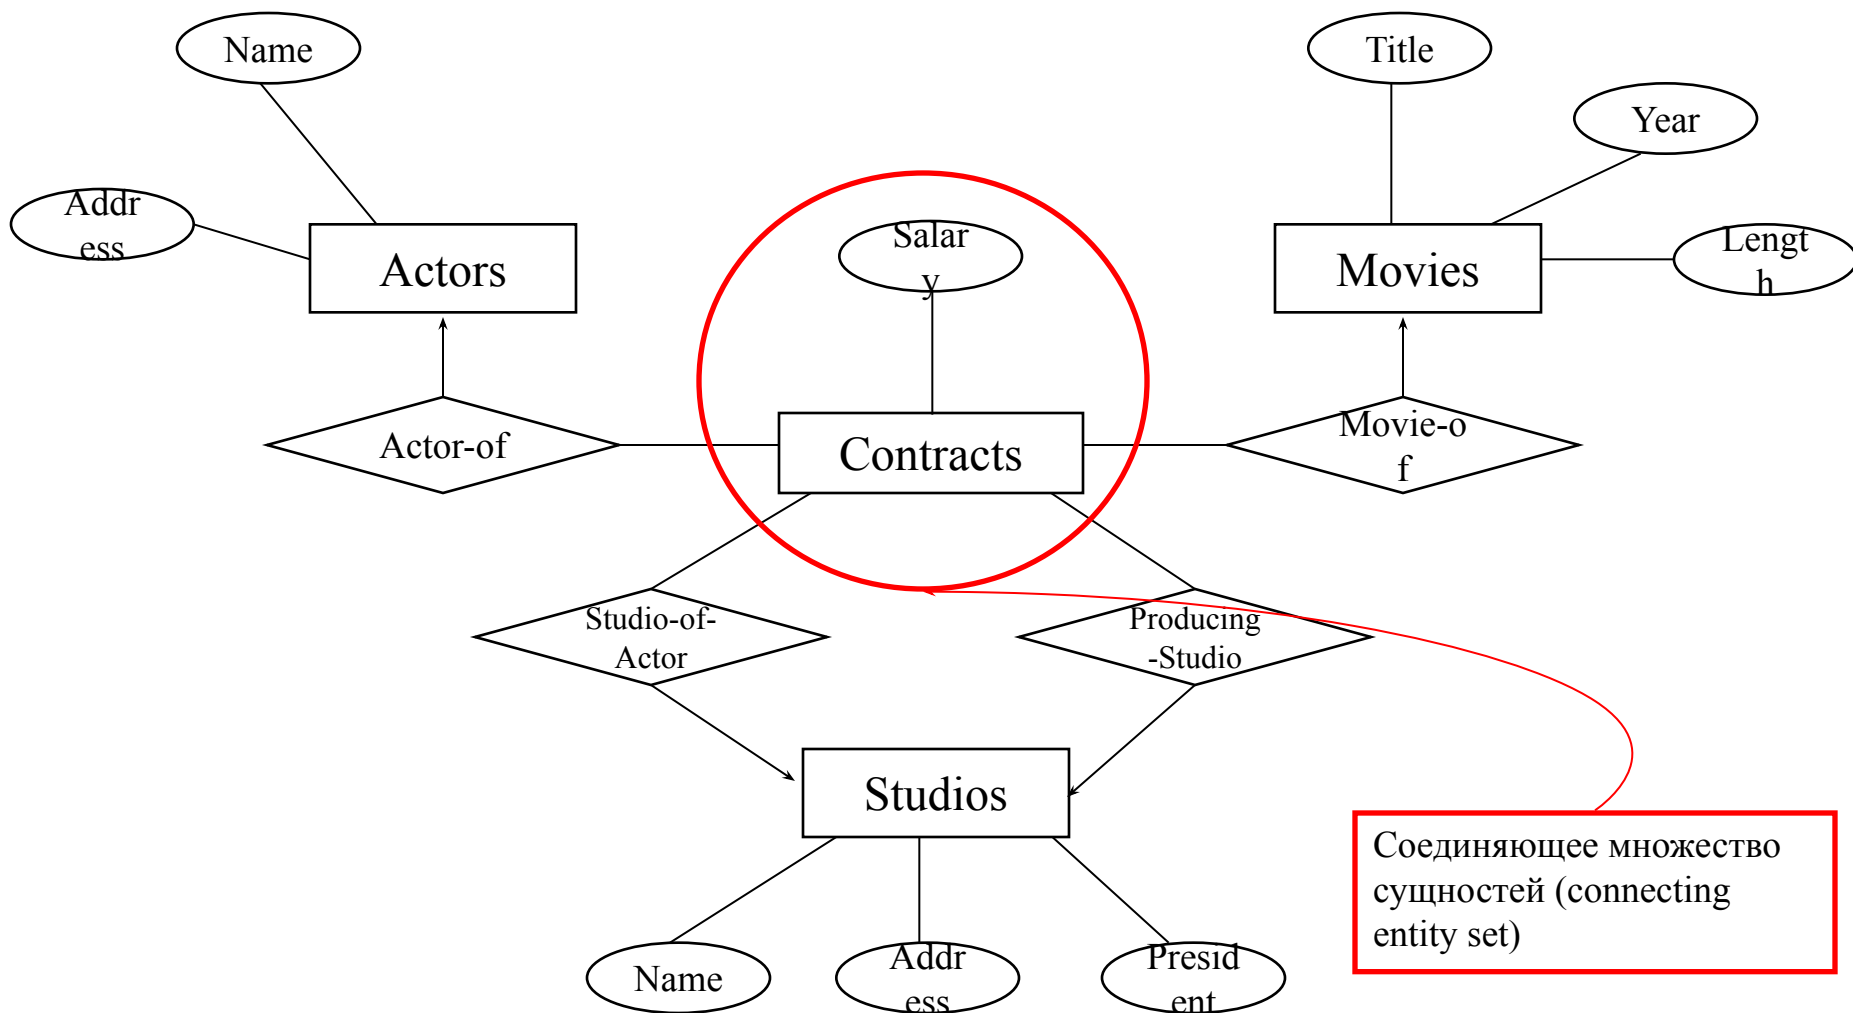 Name
Title
Year
Addr
ess
Actors
Salar
y
Movies
Lengt
h
Actor-of
Contracts
Movie-o
f
Studio-of-
Actor
Producing
-Studio
Studios
Соединяющее множество
сущностей (connecting
entity set)
Name
Addr
ess
Presid
ent